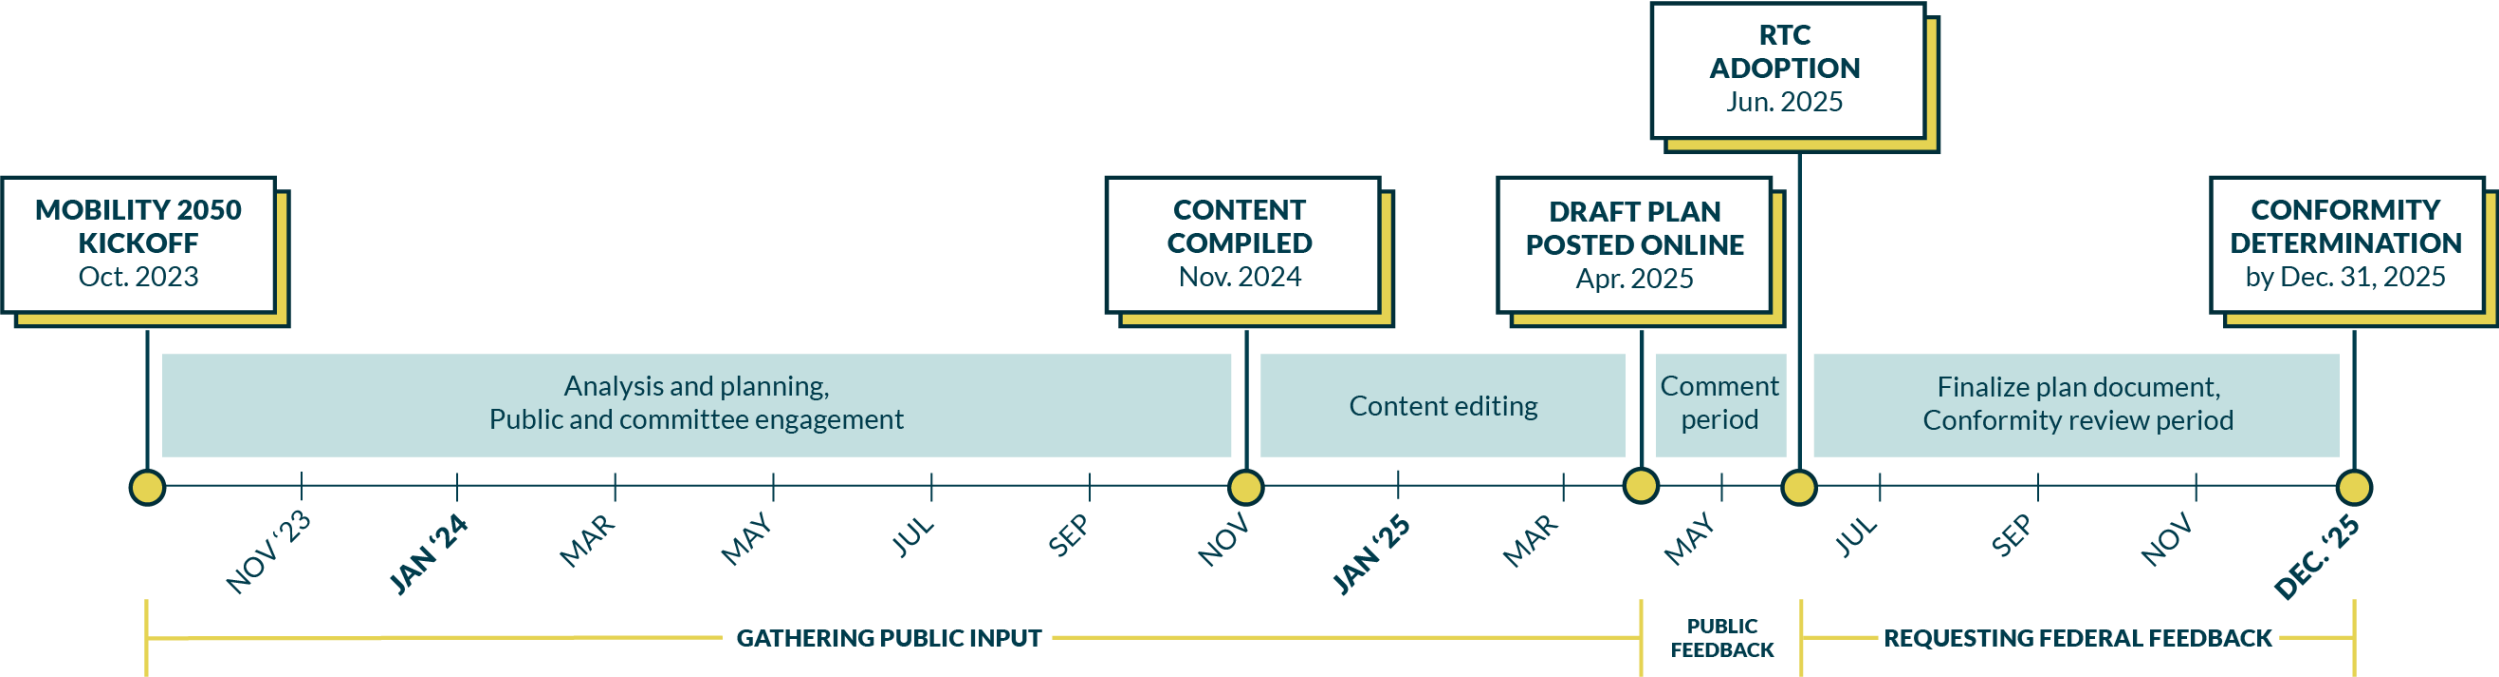 RTC
ADOPTION
Jun. 2025
MOBILITY 2050
KICKOFF
Oct. 2023
CONTENT
COMPILED
Nov. 2024
DRAFT PLAN
POSTED ONLINE
Apr. 2025
CONFORMITY
DETERMINATION
by Dec. 31, 2025
Analysis and planning,
Public and committee engagement
Content editing
Comment
period
Finalize plan document,
Conformity review period
NOV ‘23
JAN ‘24
MAR
MAY
JUL
SEP
NOV
JAN ‘25
MAR
MAY
JUL
SEP
NOV
DEC. ‘25
GATHERING PUBLIC INPUT
PUBLIC
FEEDBACK
REQUESTING FEDERAL FEEDBACK